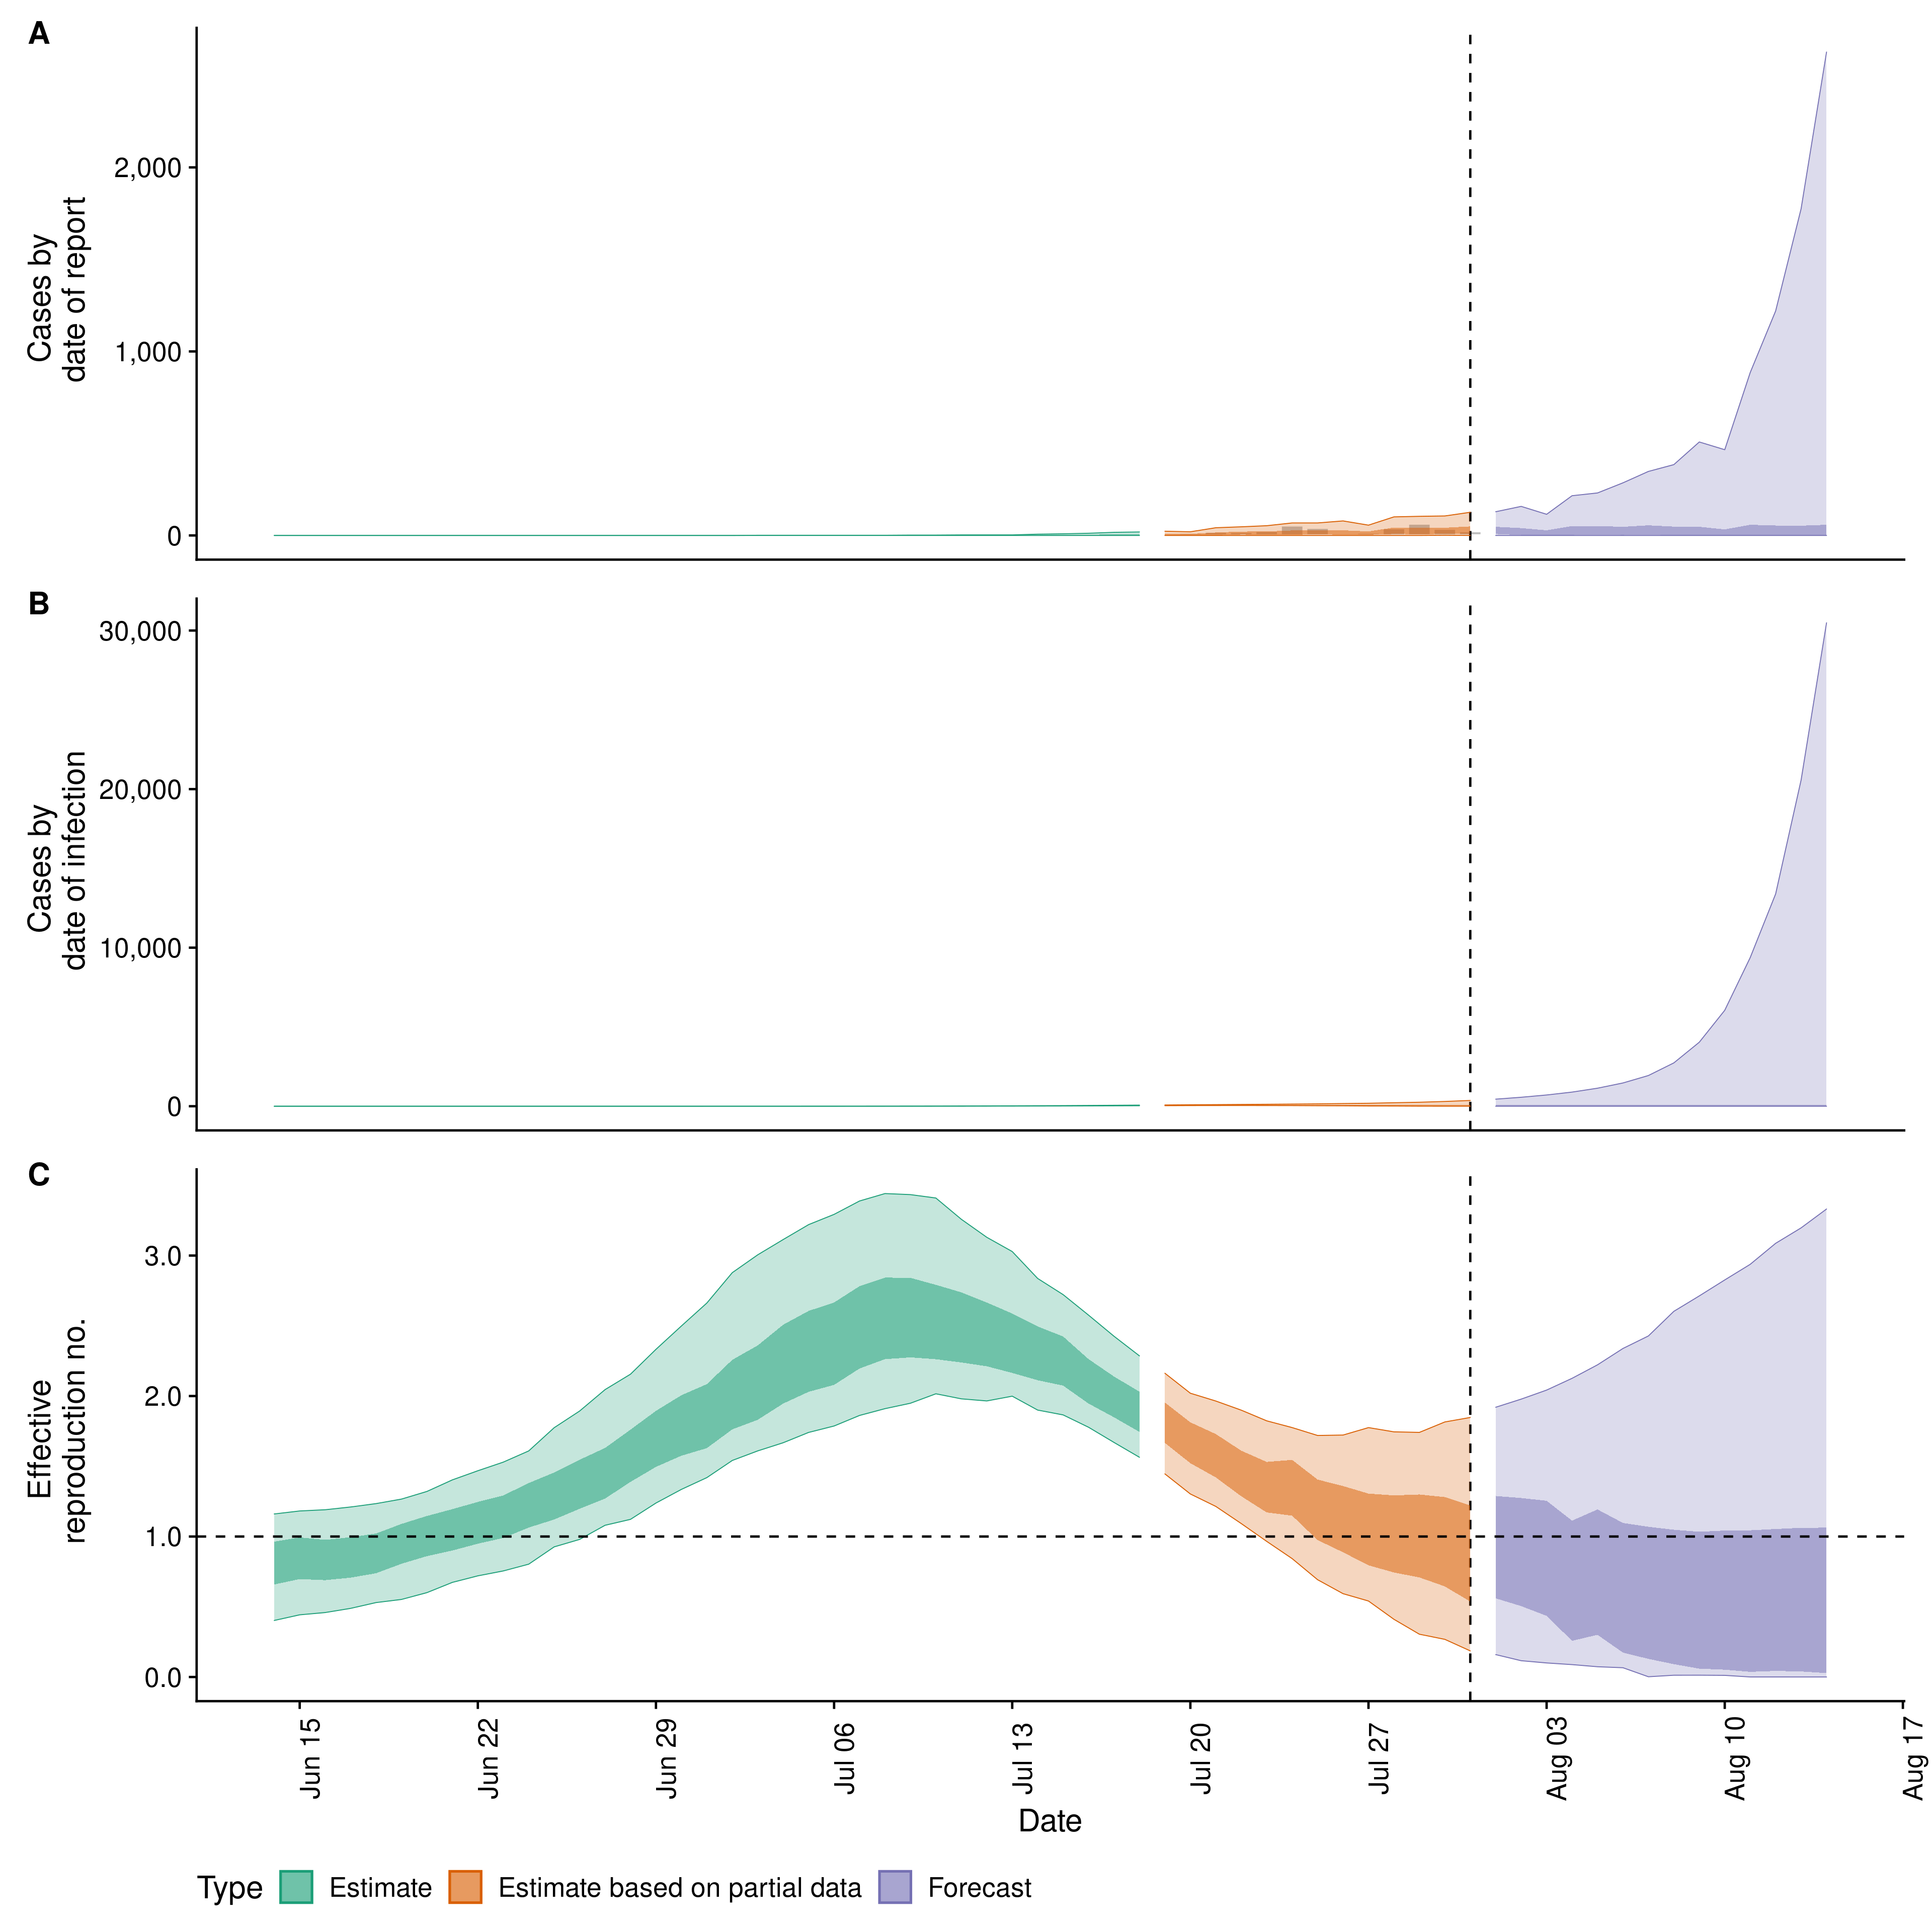 A
Cases by
date of report
2,000
1,000
0
B
Cases by
date of infection
30,000
20,000
10,000
0
C
Effective
reproduction no.
3.0
2.0
1.0
0.0
Jun 15
Jun 22
Jun 29
Jul 06
Jul 13
Jul 20
Jul 27
Aug 03
Aug 10
Aug 17
Date
Type Estimate Estimate based on partial data Forecast